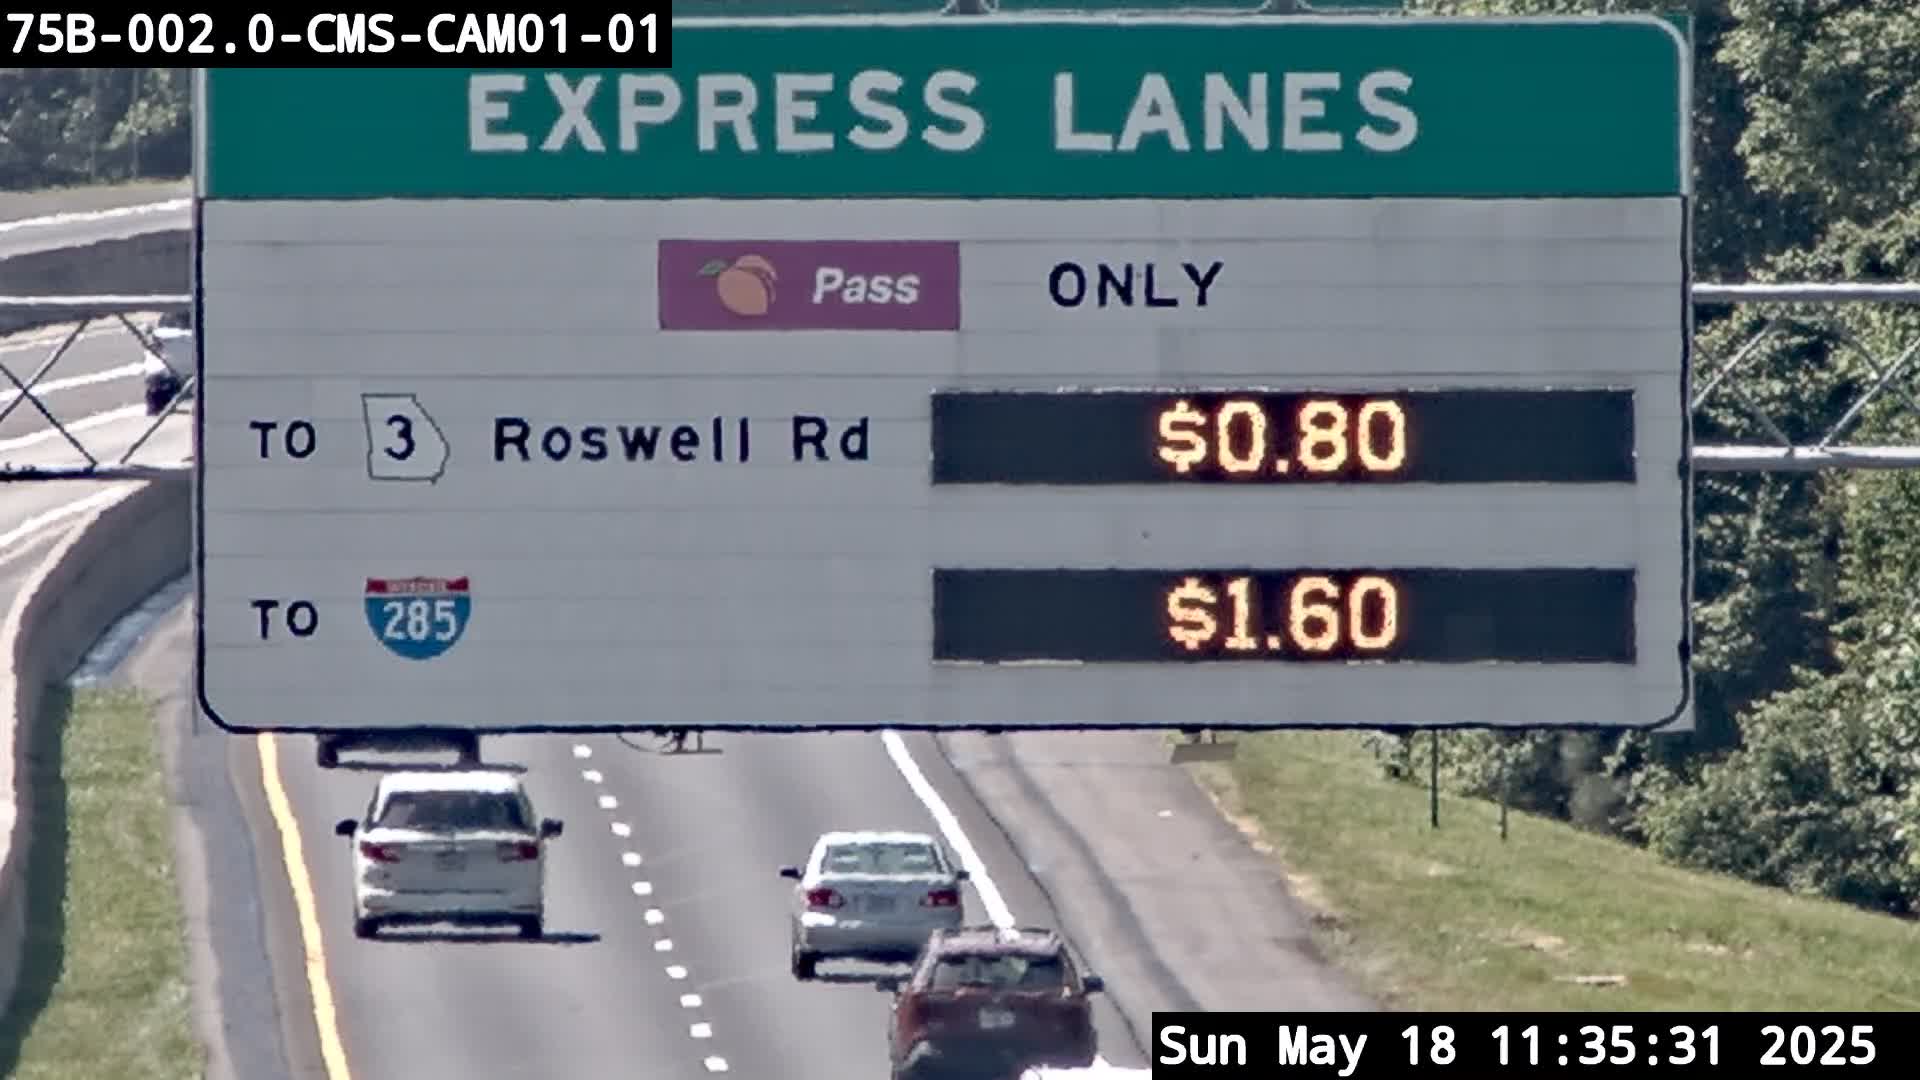 75B-002.0-CMS-CAM01-01
EXPRESS LANES
Pass ONLY
TO 3 Roswell Rd $0.80
TO 285 $1.60
Sun May 18 11:35:31 2025